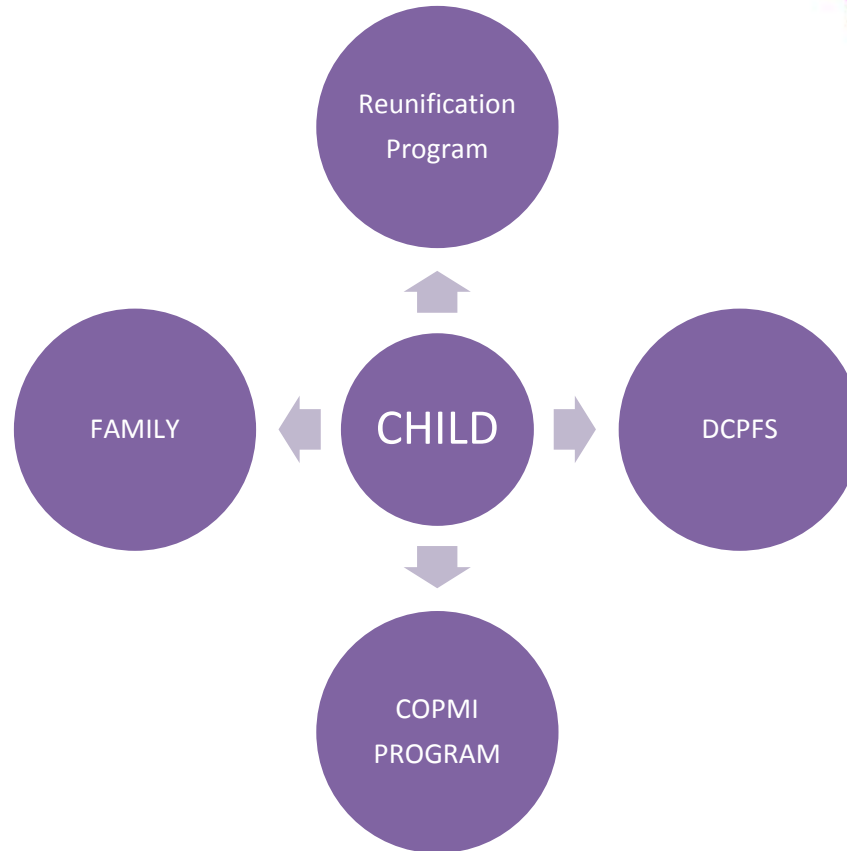 Reunification
Program
FAMILY
CHILD
DCPFS
COPMI
PROGRAM